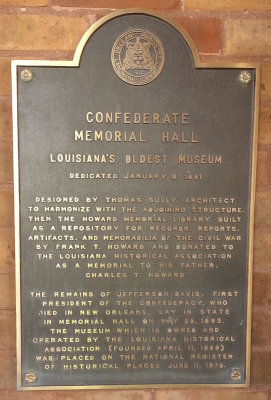 CONFEDERATE
MEMORIAL HALL
LOUISIANA'S OLDEST MUSEUM
DEDICATED JANUARY 8, 1891
DESIGNED BY THOMAS SULLY, ARCHITECT
TO HARMONIZE WITH THE ADJOINING STRUCTURE,
THEN THE HOWARD MEMORIAL LIBRARY. BUILT
AS A REPOSITORY FOR RECORDS, REPORTS,
ARTIFACTS, AND MEMORABILIA OF THE CIVIL WAR
BY FRANK T. HOWARD AND DONATED TO
THE LOUISIANA HISTORICAL ASSOCIATION
AS A MEMORIAL TO HIS FATHER,
CHARLES T. HOWARD.
THE REMAINS OF JEFFERSON DAVIS, FIRST
PRESIDENT OF THE CONFEDERACY, WHO
DIED IN NEW ORLEANS, LAY IN STATE
IN MEMORIAL HALL ON MAY 28, 1893.
THE MUSEUM WHICH IS OWNED AND
OPERATED BY THE LOUISIANA HISTORICAL
ASSOCIATION (FOUNDED APRIL 11, 1889)
WAS PLACED ON THE NATIONAL REGISTER
OF HISTORICAL PLACES JUNE 11, 1975.